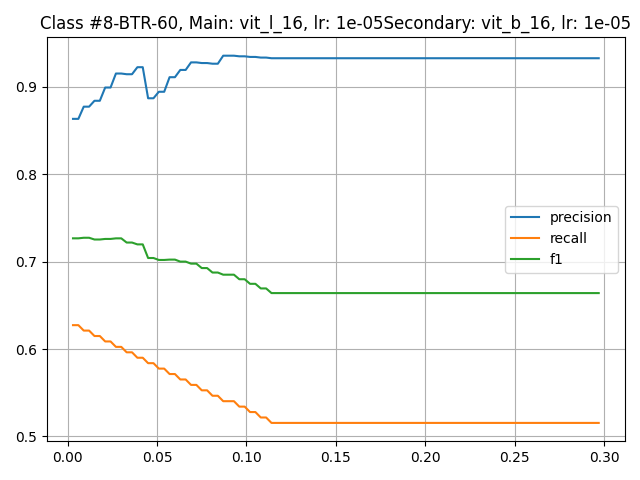 Class #8-BTR-60, Main: vit_l_16, lr: 1e-05Secondary: vit_b_16, lr: 1e-05
0.9
0.8
0.7
0.6
0.5
precision
recall
f1
0.00 0.05 0.10 0.15 0.20 0.25 0.30